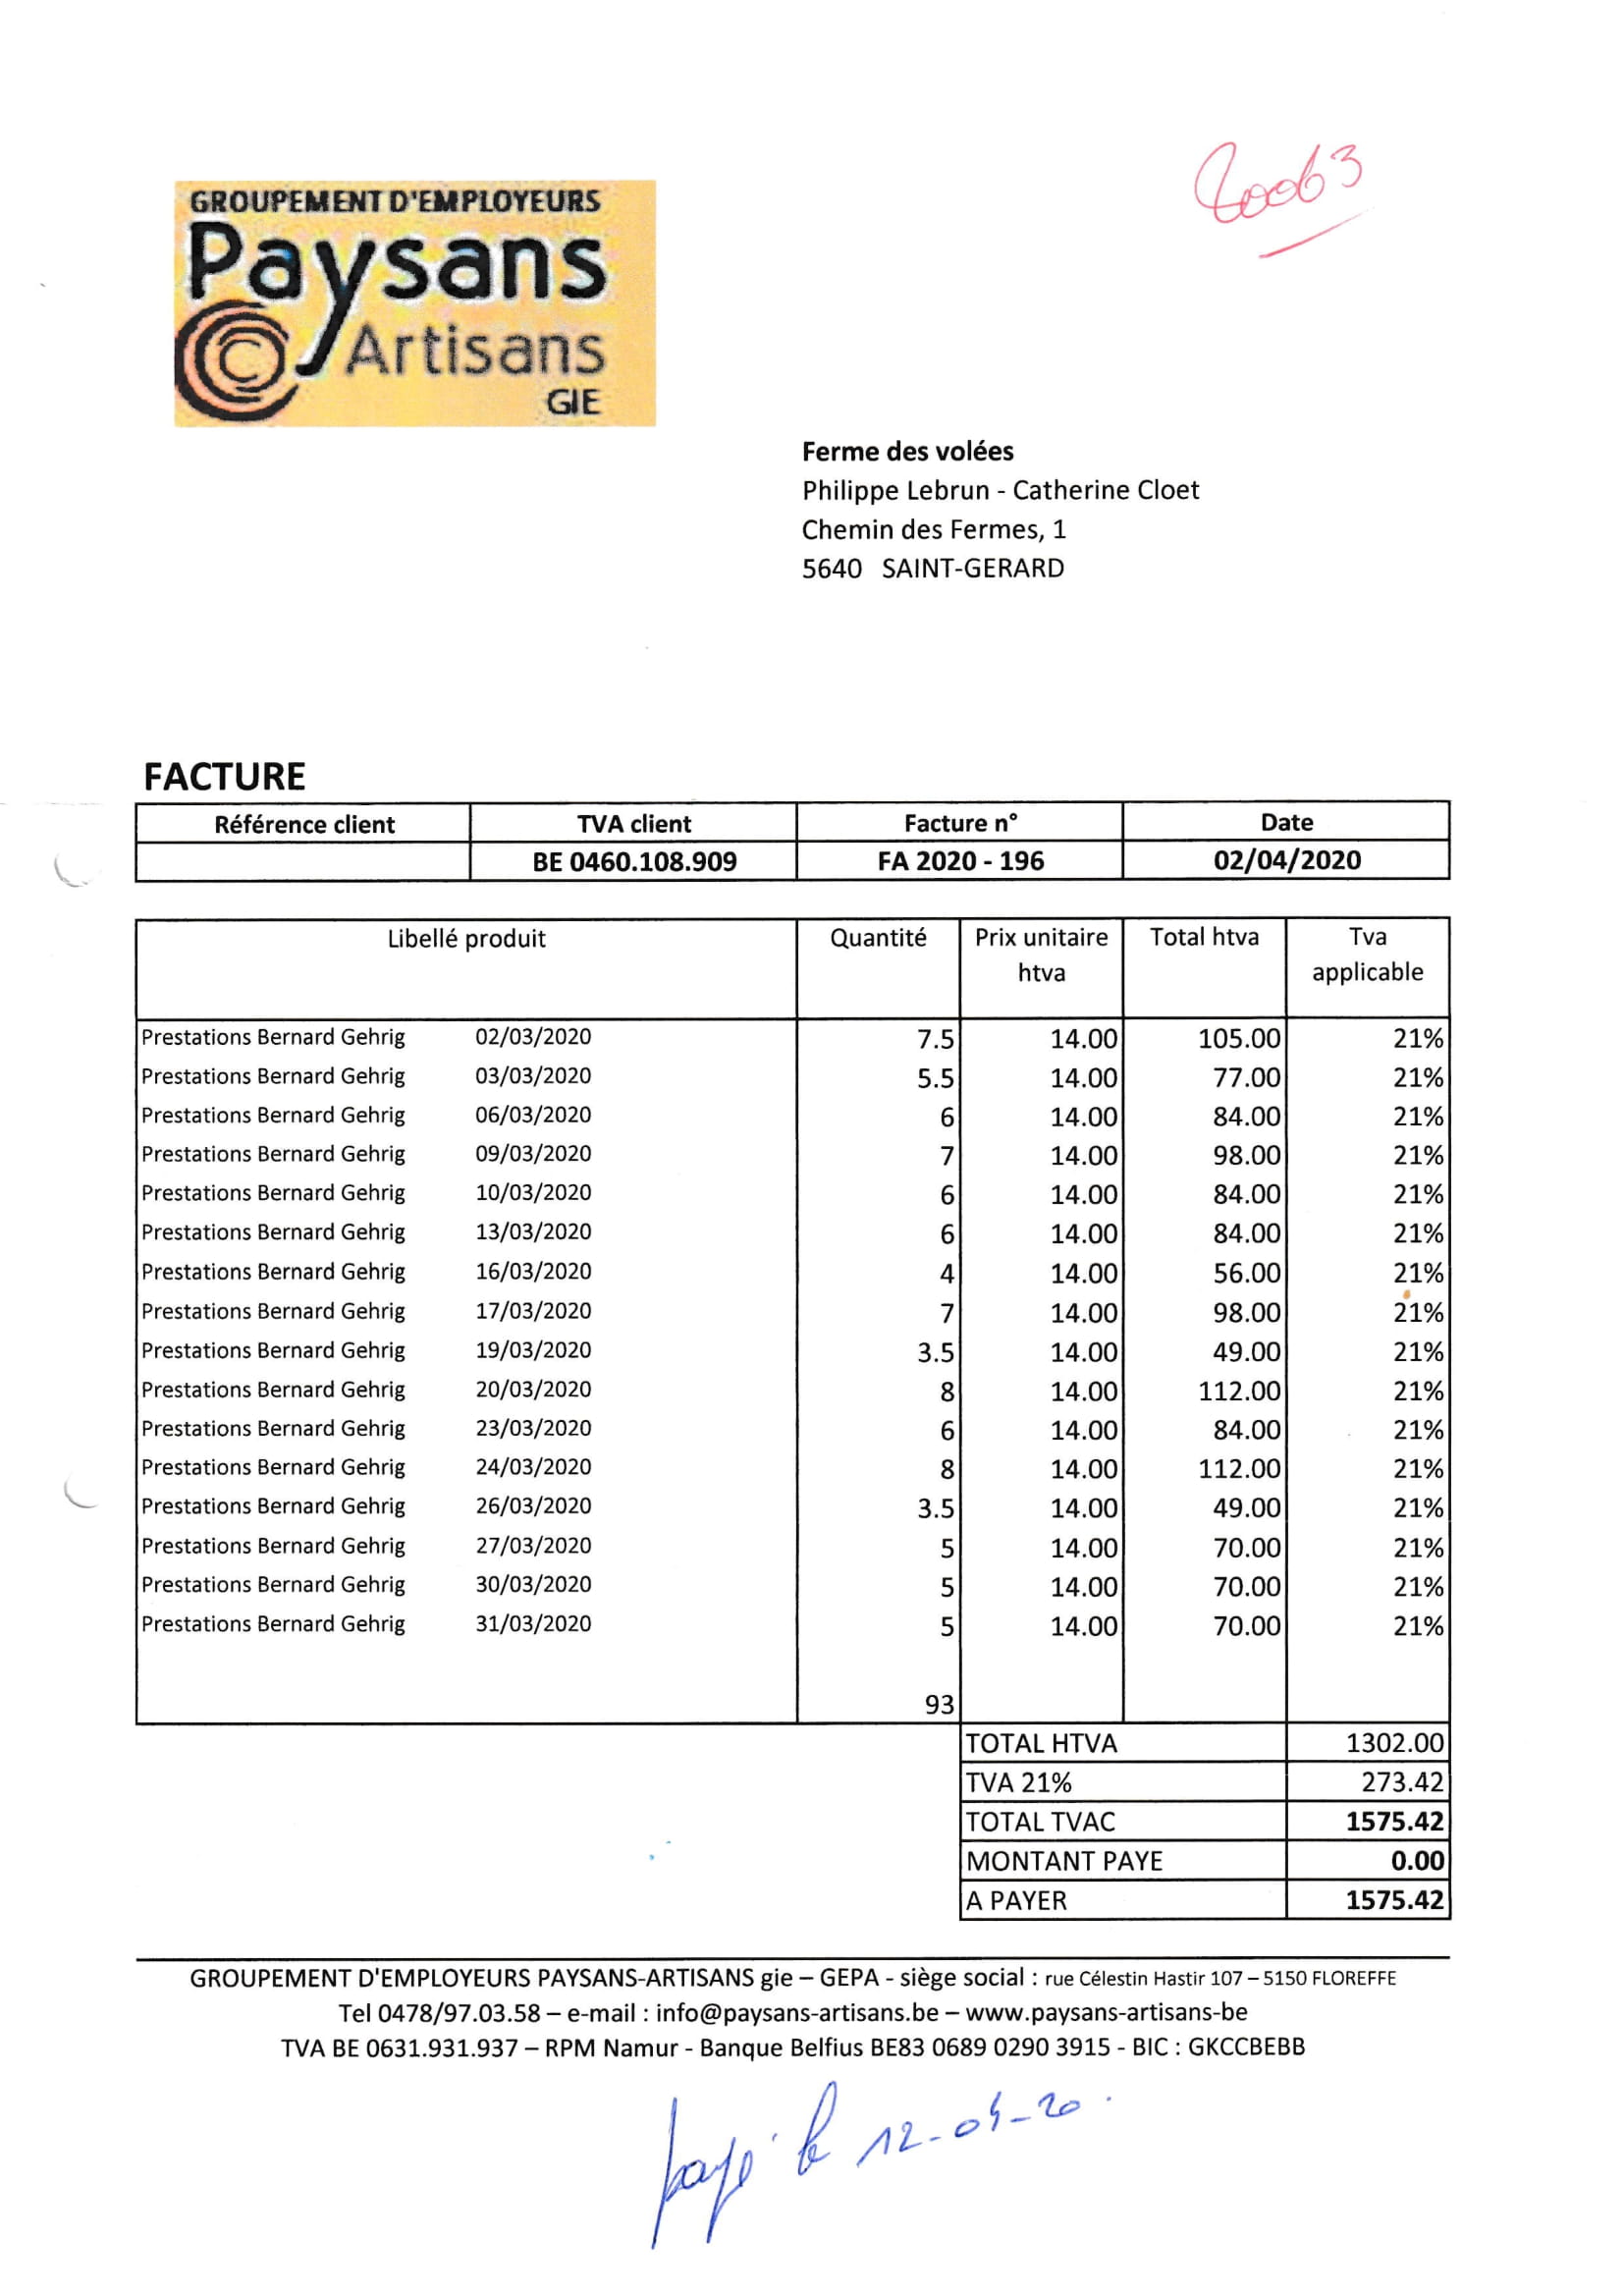 20063
GROUPEMENT D'EMPLOYEURS
Paysans
Artisans
GIE
Ferme des volées
Philippe Lebrun - Catherine Cloet
Chemin des Fermes, 1
5640 SAINT-GERARD
FACTURE
Référence client TVA client Facture n° Date
BE 0460.108.909 FA 2020 - 196 02/04/2020
Libellé produit Quantité Prix unitaire htva Total htva Tva applicable
Prestations Bernard Gehrig 02/03/2020 7.5 14.00 105.00 21%
Prestations Bernard Gehrig 03/03/2020 5.5 14.00 77.00 21%
Prestations Bernard Gehrig 06/03/2020 6 14.00 84.00 21%
Prestations Bernard Gehrig 09/03/2020 7 14.00 98.00 21%
Prestations Bernard Gehrig 10/03/2020 6 14.00 84.00 21%
Prestations Bernard Gehrig 13/03/2020 6 14.00 84.00 21%
Prestations Bernard Gehrig 16/03/2020 4 14.00 56.00 21%
Prestations Bernard Gehrig 17/03/2020 7 14.00 98.00 21%
Prestations Bernard Gehrig 19/03/2020 3.5 14.00 49.00 21%
Prestations Bernard Gehrig 20/03/2020 8 14.00 112.00 21%
Prestations Bernard Gehrig 23/03/2020 6 14.00 84.00 21%
Prestations Bernard Gehrig 24/03/2020 8 14.00 112.00 21%
Prestations Bernard Gehrig 26/03/2020 3.5 14.00 49.00 21%
Prestations Bernard Gehrig 27/03/2020 5 14.00 70.00 21%
Prestations Bernard Gehrig 30/03/2020 5 14.00 70.00 21%
Prestations Bernard Gehrig 31/03/2020 5 14.00 70.00 21%
93
TOTAL HTVA 1302.00
TVA 21% 273.42
TOTAL TVAC 1575.42
MONTANT PAYE 0.00
A PAYER 1575.42
GROUPEMENT D'EMPLOYEURS PAYSANS-ARTISANS gie – GEPA - siège social : rue Célestin Hastir 107 – 5150 FLOREFFE
Tel 0478/97.03.58 – e-mail : info@paysans-artisans.be – www.paysans-artisans-be
TVA BE 0631.931.937 – RPM Namur - Banque Belfius BE83 0689 0290 3915 - BIC : GKCCBEBB
payé le 12-04-20.